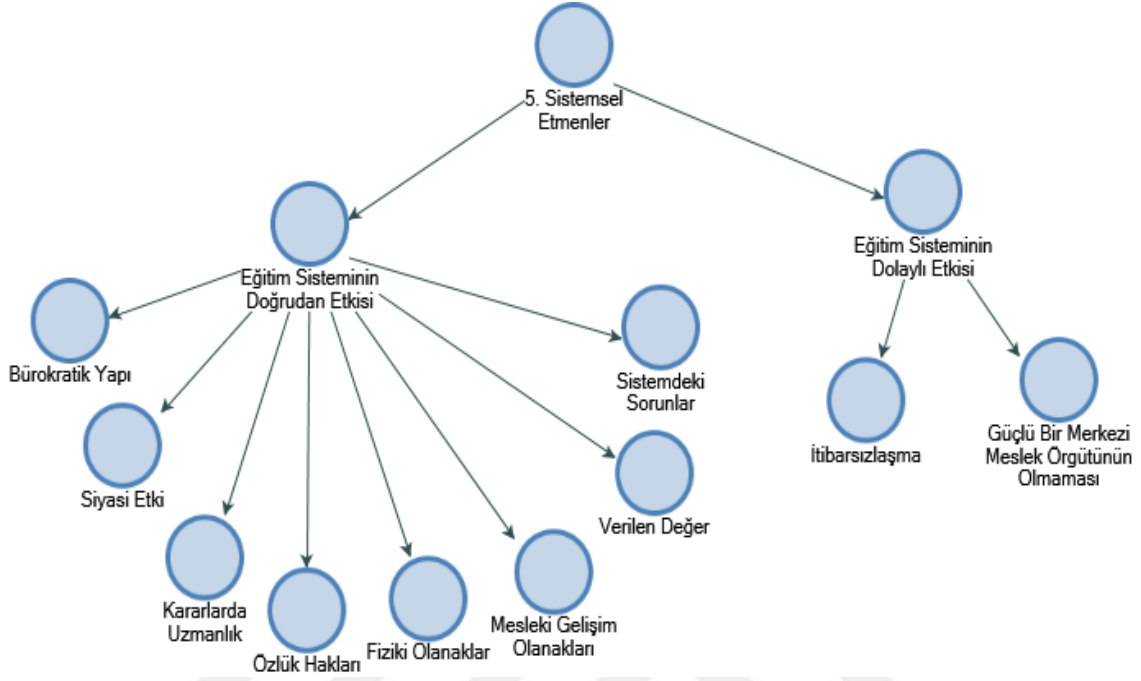 5. Sistemsel
Etmenler
Eğitim Sisteminin
Doğrudan Etkisi
Eğitim Sisteminin
Dolaylı Etkisi
Bürokratik Yapı
Siyasi Etki
Kararlarda
Uzmanlık
Özlük Hakları
Fiziki Olanaklar
Mesleki Gelişim
Olanakları
Verilen Değer
Sistemdeki
Sorunlar
İtibarsızlaşma
Güçlü Bir Merkezi
Meslek Örgütünün
Olmaması